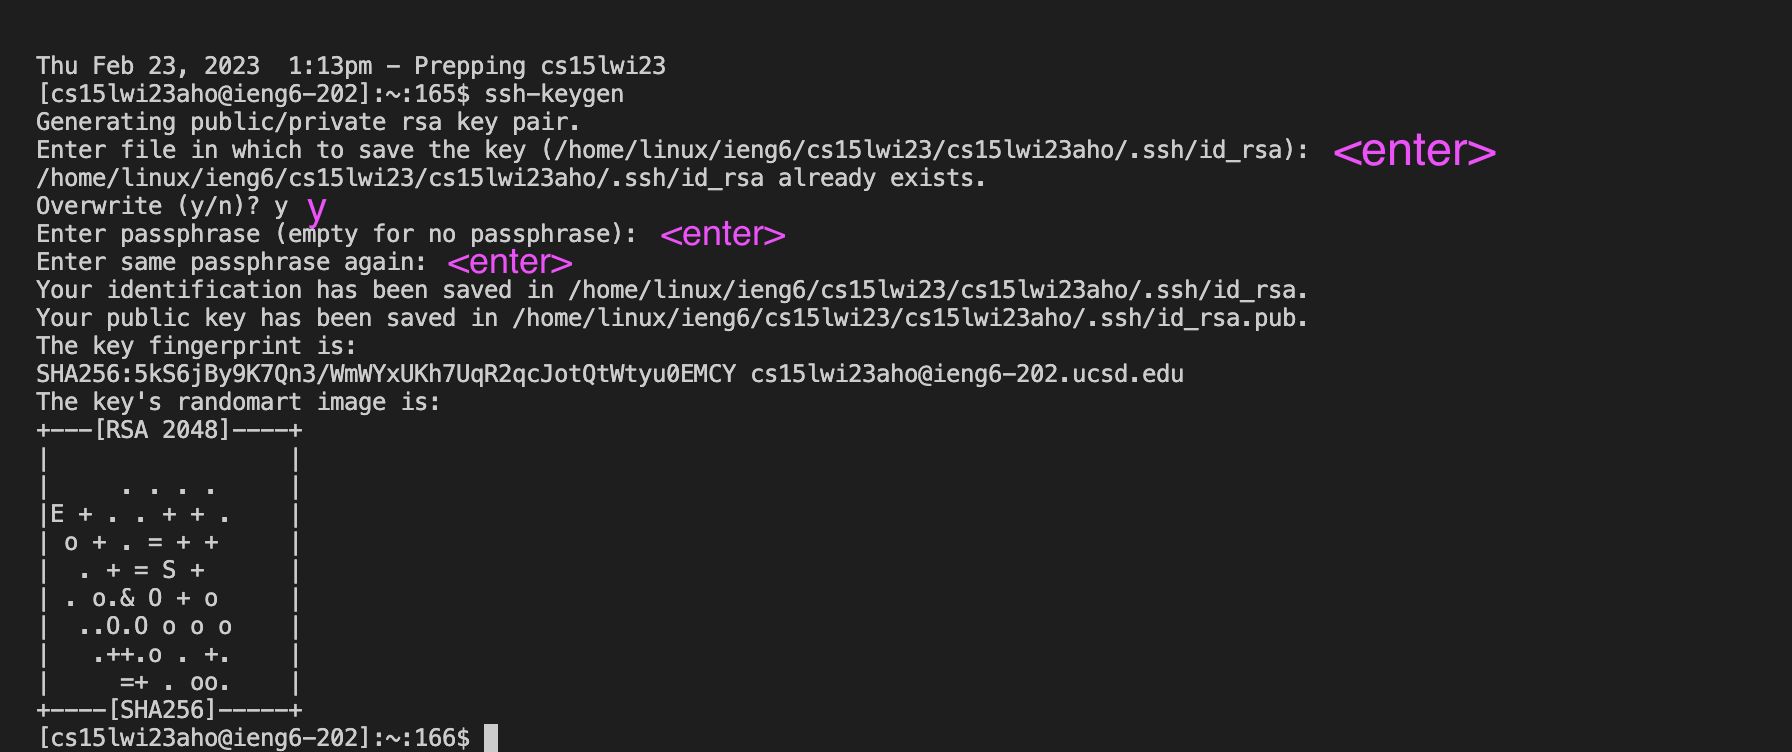 Thu Feb 23, 2023  1:13pm - Prepping cs15lwi23
[cs15lwi23aho@ieng6-202]:~:165$ ssh-keygen
Generating public/private rsa key pair.
Enter file in which to save the key (/home/linux/ieng6/cs15lwi23/cs15lwi23aho/.ssh/id_rsa): <enter>
/home/linux/ieng6/cs15lwi23/cs15lwi23aho/.ssh/id_rsa already exists.
Overwrite (y/n)? y y
Enter passphrase (empty for no passphrase): <enter>
Enter same passphrase again: <enter>
Your identification has been saved in /home/linux/ieng6/cs15lwi23/cs15lwi23aho/.ssh/id_rsa.
Your public key has been saved in /home/linux/ieng6/cs15lwi23/cs15lwi23aho/.ssh/id_rsa.pub.
The key fingerprint is:
SHA256:5kS6jBy9K7Qn3/WmWYxUKh7UqR2qcJotQtWtyu0EMCY cs15lwi23aho@ieng6-202.ucsd.edu
The key's randomart image is:
+---[RSA 2048]----+
|                 |
|     . . . .     |
|E + . . + + .    |
| o + . = + +     |
|  . + = S +      |
| . o.& O + o     |
|  ..O.O o o o    |
|   .++.o . +.    |
|     =+ . oo.    |
+----[SHA256]-----+
[cs15lwi23aho@ieng6-202]:~:166$